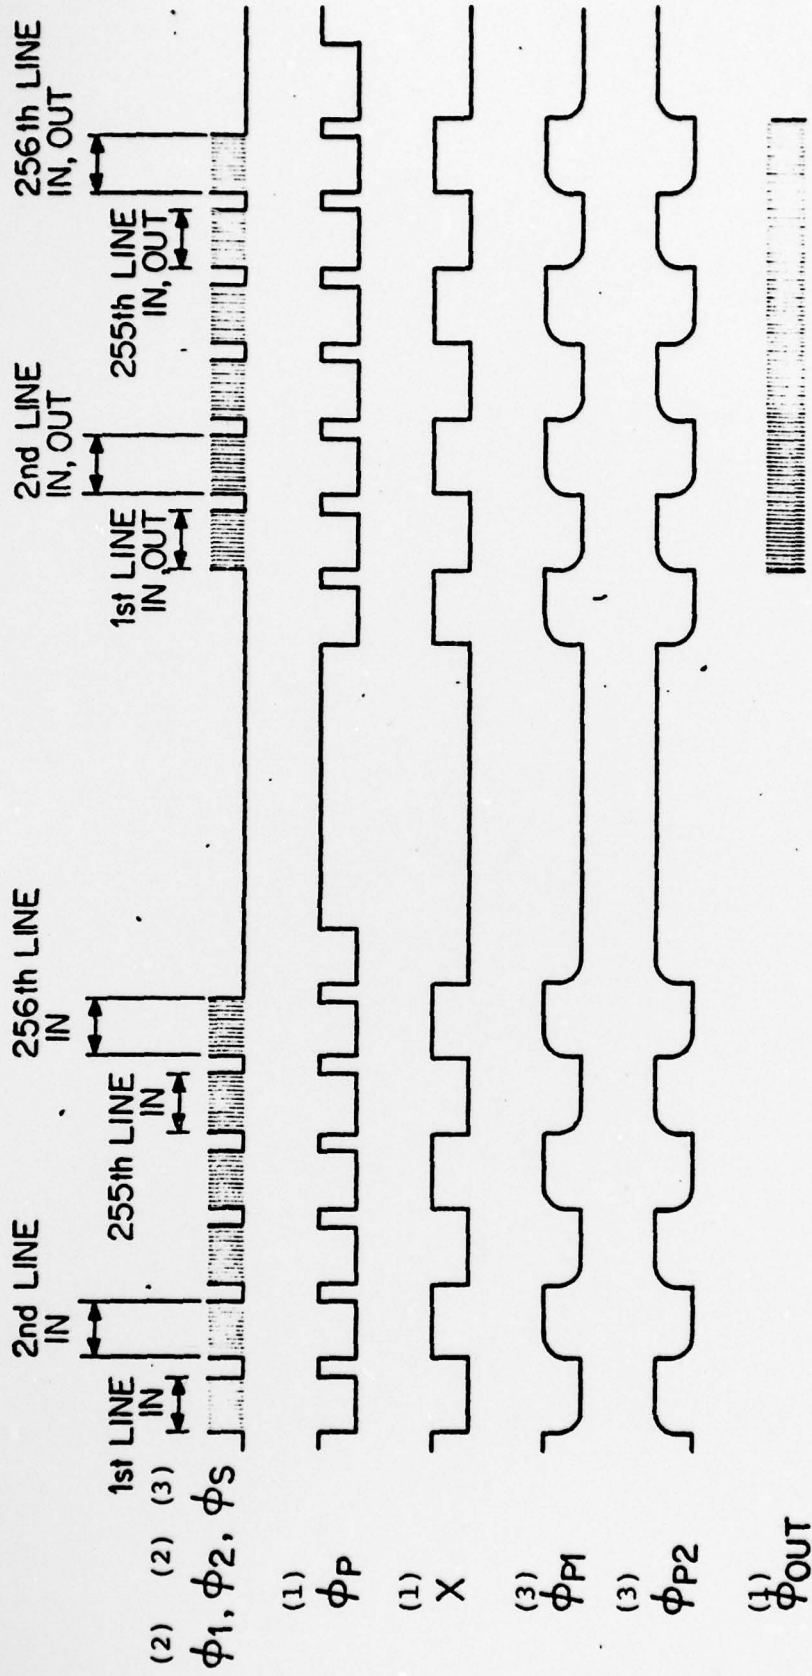 1st LINE
IN
2nd LINE
IN
255th LINE
IN
256th LINE
IN
1st LINE
IN, OUT
2nd LINE
IN, OUT
255th LINE
IN, OUT
256th LINE
IN, OUT
(2) (2) (3)
ϕ1, ϕ2, ϕS
(1)
ϕP
(1)
X
(3)
ϕP1
(3)
ϕP2
(1)
ϕOUT